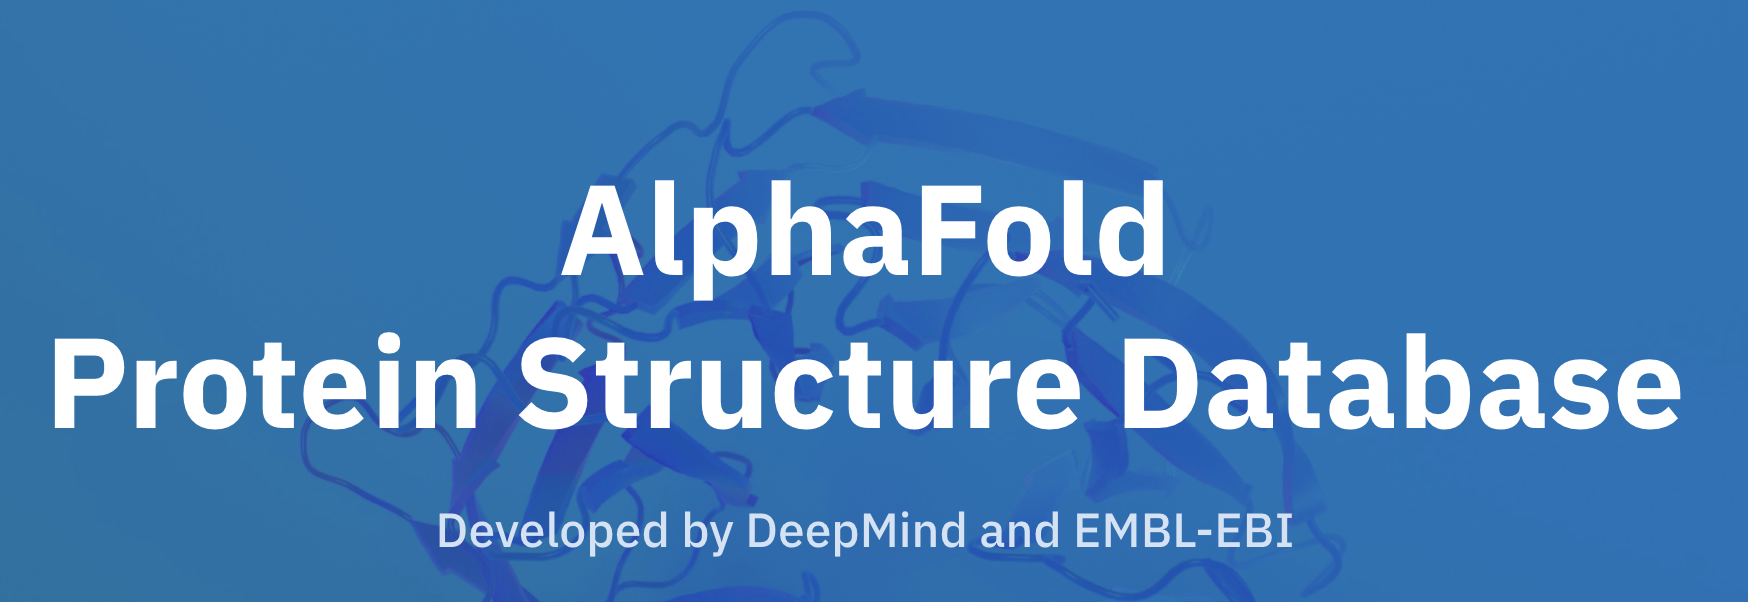 AlphaFold
Protein Structure Database
Developed by DeepMind and EMBL-EBI